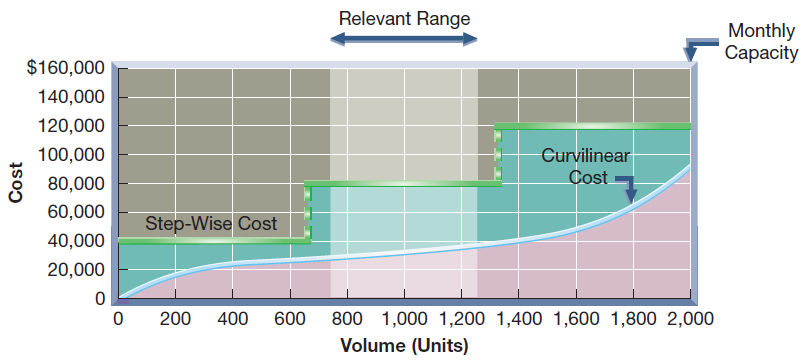 Relevant Range
Monthly
Capacity
$160,000
140,000
120,000
100,000
80,000
60,000
40,000
20,000
0
Cost
Step-Wise Cost
Curvilinear
Cost
0 200 400 600 800 1,000 1,200 1,400 1,600 1,800 2,000
Volume (Units)